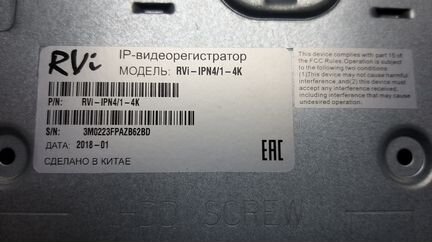 RVi
IP-видеорегистратор
МОДЕЛЬ: RVi-IPN4/1-4K
P/N: RVi-IPN4/1-4K
S/N: 3M0223FPAZB62BD
ДАТА: 2018-01
СДЕЛАНО В КИТАЕ
EAC
This device complies with part 15 of
the FCC Rules.Operation is subject
to the following two conditions
(1)This device may not cause harmful
interference,and(2) this device must
accept any interference received,
including interference that may cause
undesired operation.
HDD SCREW